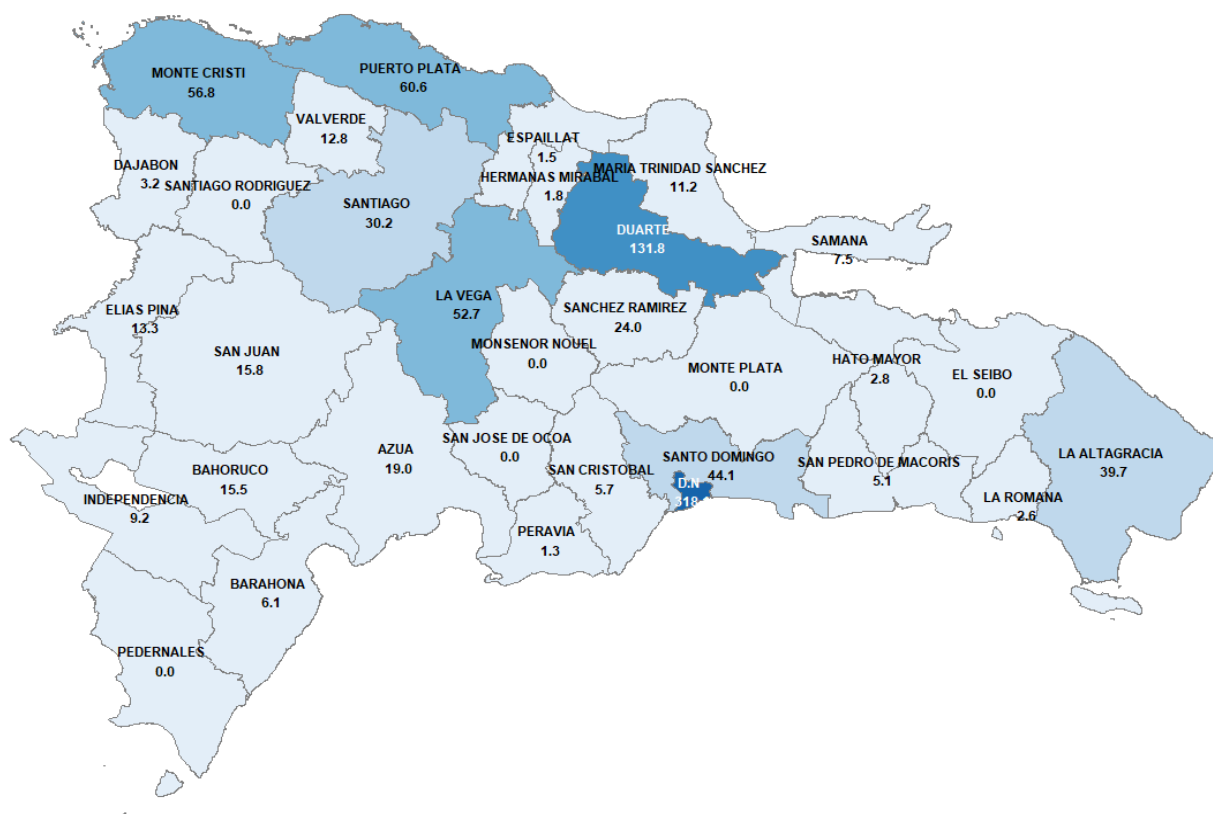 MONTE CRISTI
56.8
PUERTO PLATA
60.6
VALVERDE
12.8
ESPAILLAT
1.5
DAJABON
3.2
SANTIAGO RODRIGUEZ
0.0
HERMANAS MIRABAL
1.8
MARIA TRINIDAD SANCHEZ
11.2
SANTIAGO
30.2
DUARTE
131.8
SAMANA
7.5
ELIAS PINA
13.3
LA VEGA
52.7
SANCHEZ RAMIREZ
24.0
SAN JUAN
15.8
MONSENOR NOUEL
0.0
MONTE PLATA
0.0
HATO MAYOR
2.8
EL SEIBO
0.0
AZUA
19.0
SAN JOSE DE OCOA
0.0
SAN CRISTOBAL
5.7
SANTO DOMINGO
44.1
D.N
318
SAN PEDRO DE MACORIS
5.1
LA ALTAGRACIA
39.7
BAHORUCO
15.5
INDEPENDENCIA
9.2
LA ROMANA
2.6
PERAVIA
1.3
BARAHONA
6.1
PEDERNALES
0.0